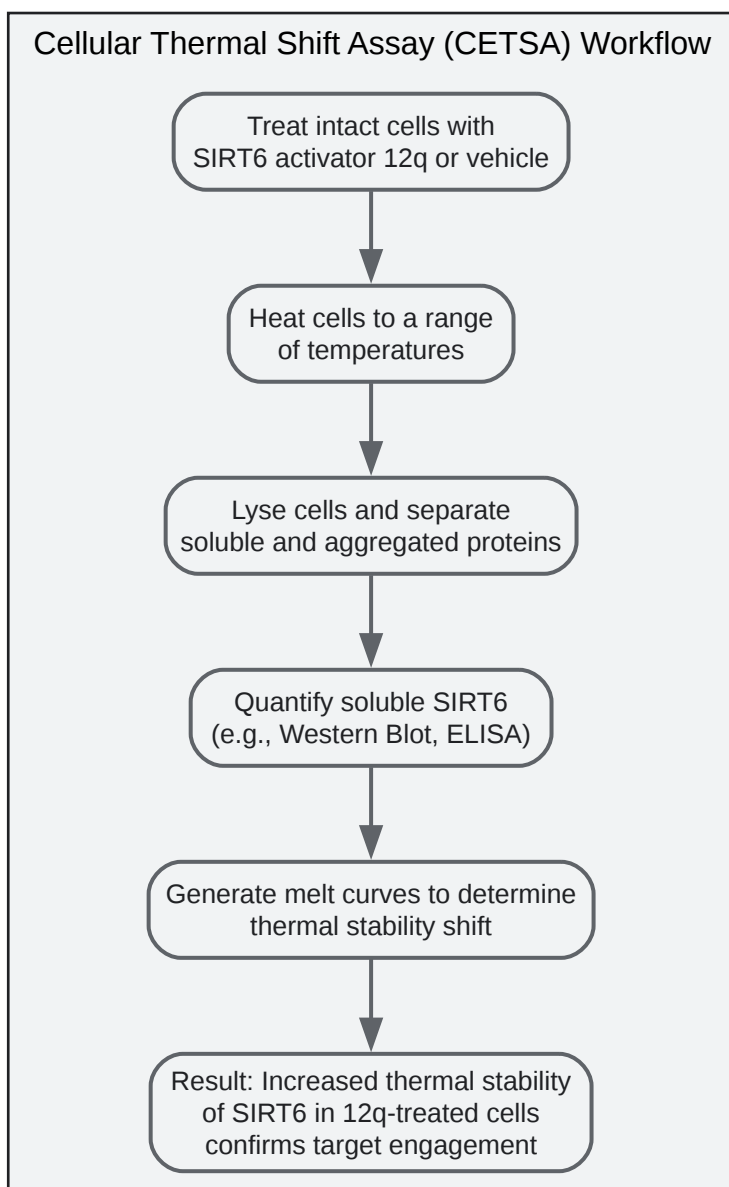 Cellular Thermal Shift Assay (CETSA) Workflow
Treat intact cells with
SIRT6 activator 12q or vehicle
Heat cells to a range
of temperatures
Lyse cells and separate
soluble and aggregated proteins
Quantify soluble SIRT6
(e.g., Western Blot, ELISA)
Generate melt curves to determine
thermal stability shift
Result: Increased thermal stability
of SIRT6 in 12q-treated cells
confirms target engagement